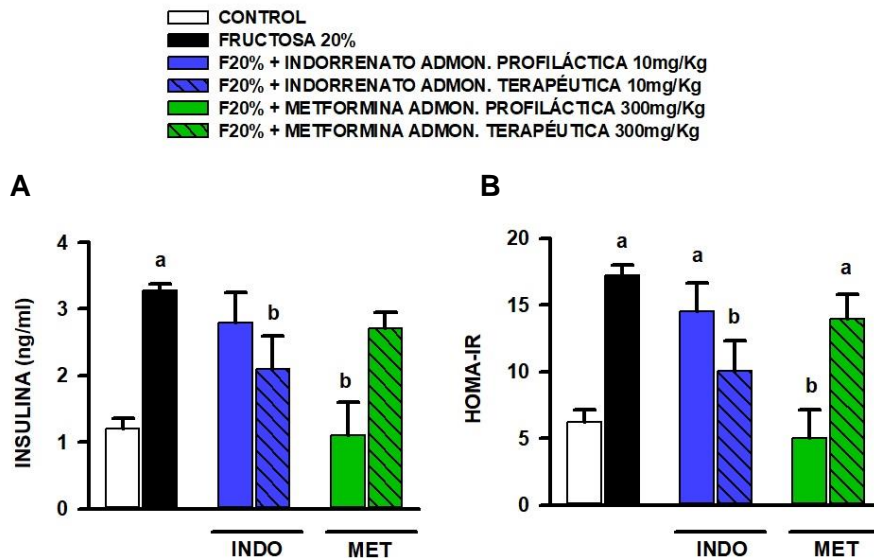 CONTROL
FRUCTOSA 20%
F20% + INDORRENATO ADMON. PROFILÁCTICA 10mg/Kg
F20% + INDORRENATO ADMON. TERAPÉUTICA 10mg/Kg
F20% + METFORMINA ADMON. PROFILÁCTICA 300mg/Kg
F20% + METFORMINA ADMON. TERAPÉUTICA 300mg/Kg
A
INSULINA (ng/ml)
4
3
2
1
0
a
b
b
INDO
MET
B
HOMA-IR
20
15
10
5
0
a
a
b
b
a
INDO
MET